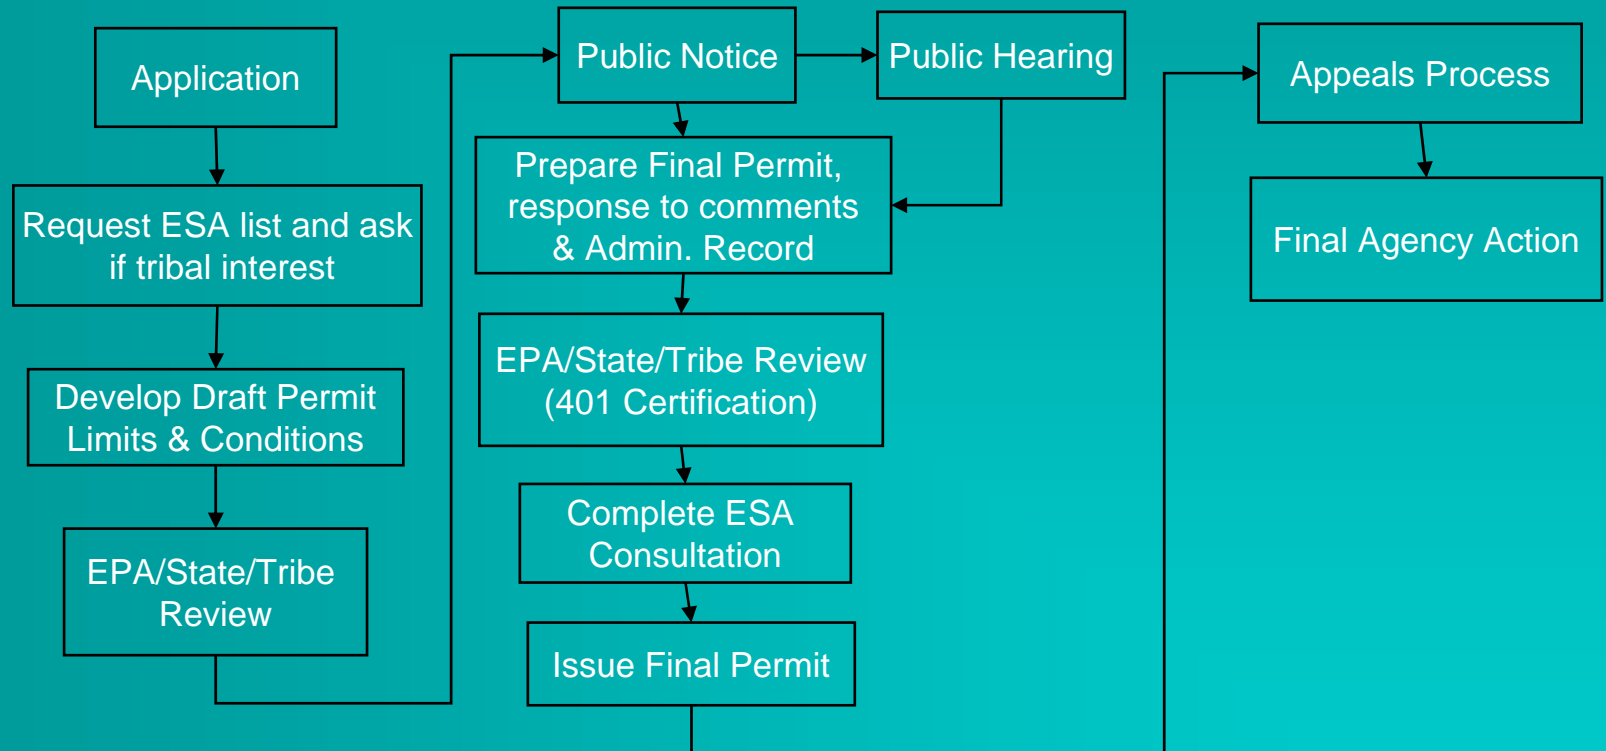 Application
Request ESA list and ask
if tribal interest
Develop Draft Permit
Limits & Conditions
EPA/State/Tribe
Review
Public Notice
Public Hearing
Prepare Final Permit,
response to comments
& Admin. Record
EPA/State/Tribe Review
(401 Certification)
Complete ESA
Consultation
Issue Final Permit
Appeals Process
Final Agency Action